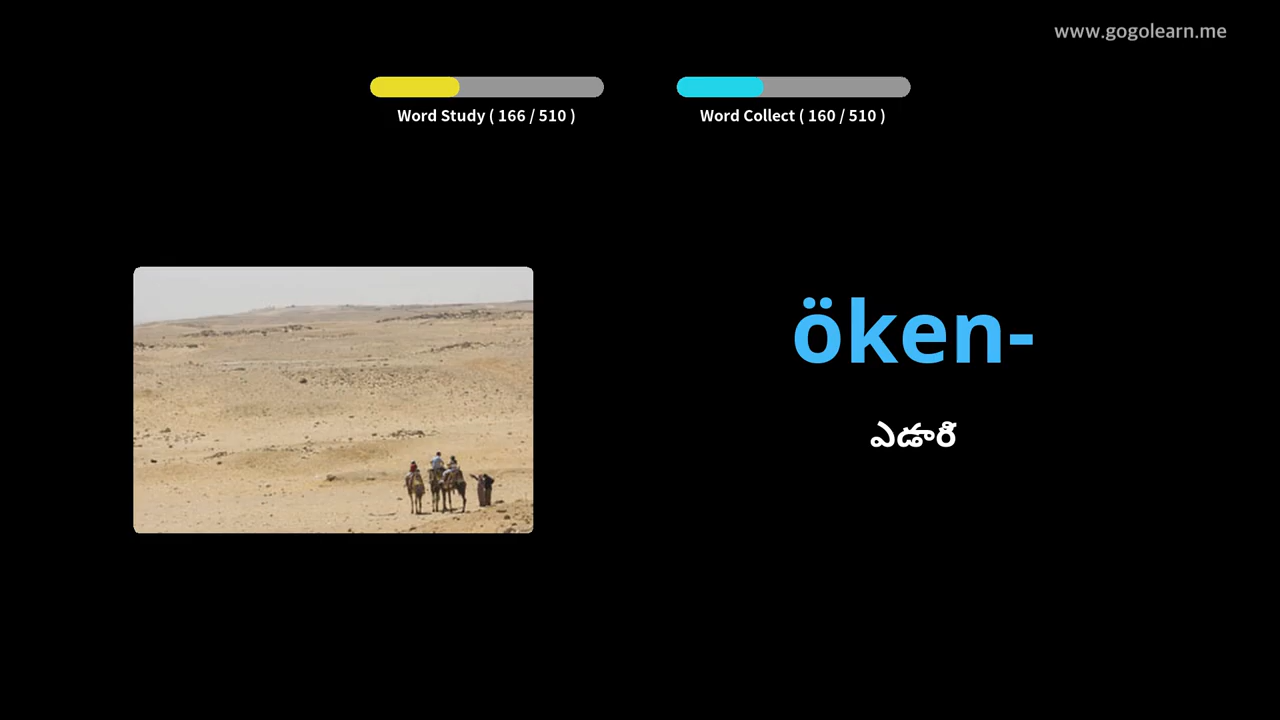 www.gogolearn.me
Word Study ( 166 / 510 )
Word Collect ( 160 / 510 )
öken-
ఎడారి